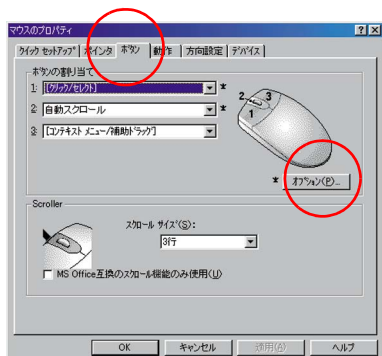 マウスのプロパティ
クイック セットアップ ポインタ ボタン 動作 方向設定 デバイス
ボタンの割り当て
1: [クリック/セレクト] *
2: 自動スクロール *
3: [コンテキスト メニュー/補助ドラッグ]
2 3
1
* オプション(P)...
Scroller
スクロール サイズ(S):
3行
MS Office互換のスクロール機能のみ使用(U)
OK キャンセル 適用(A) ヘルプ